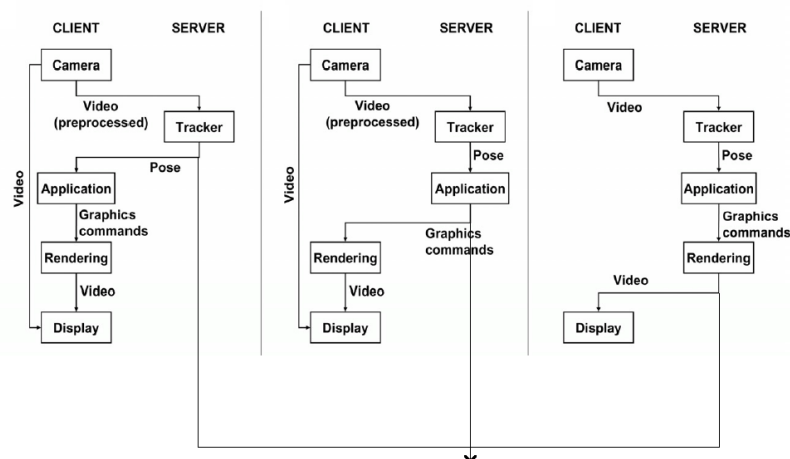 CLIENT SERVER
Camera
Video
(preprocessed)
Tracker
Pose
Video
Application
Graphics
commands
Rendering
Video
Display
CLIENT SERVER
Camera
Video
(preprocessed)
Tracker
Pose
Video
Application
Graphics
commands
Rendering
Video
Display
CLIENT SERVER
Camera
Video
Tracker
Pose
Application
Graphics
commands
Rendering
Video
Display